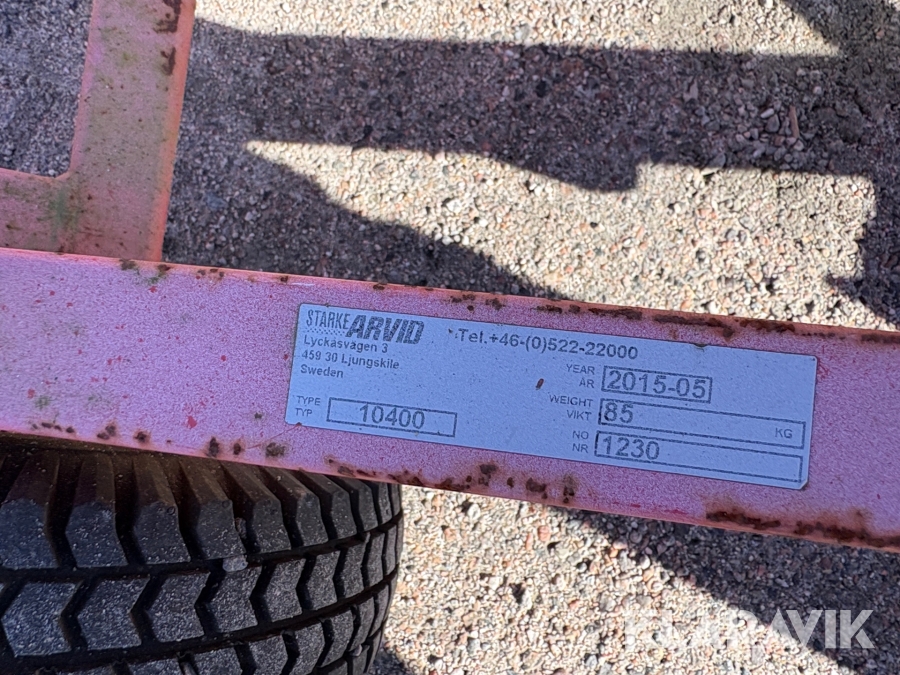 STARKE ARVID
Lyckåsvägen 3
459 30 Ljungskile
Sweden
Tel.+46-(0)522-22000
TYPE
TYP
10400
YEAR
ÅR
2015-05
WEIGHT
VIKT
85
KG
NO
NR
1230
KLARAVIK